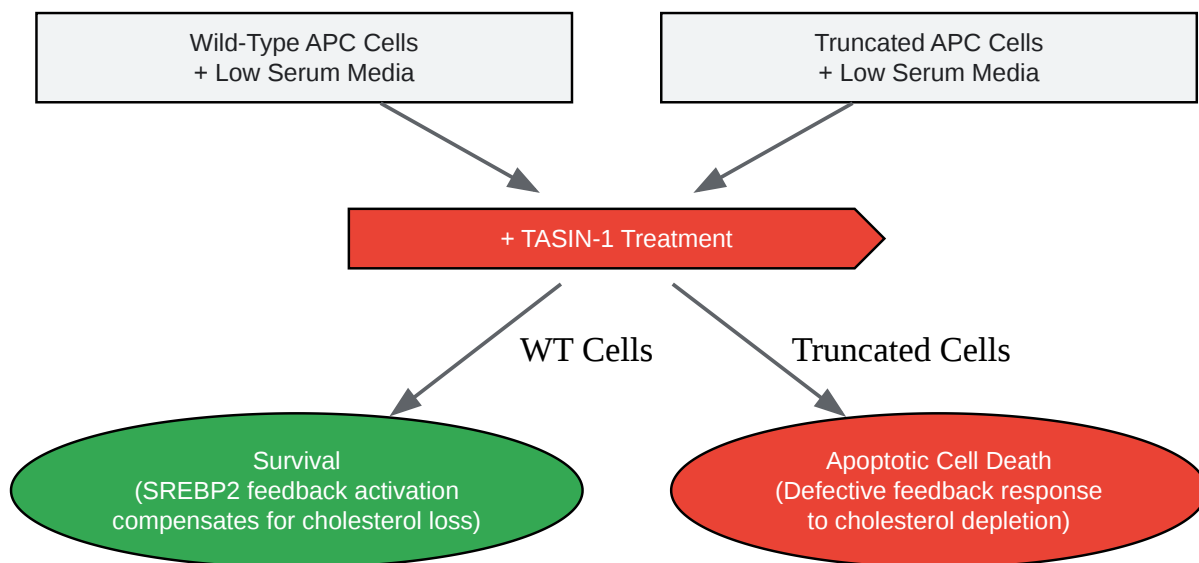 Wild-Type APC Cells
+ Low Serum Media
Truncated APC Cells
+ Low Serum Media
+ TASIN-1 Treatment
WT Cells
Truncated Cells
Survival
(SREBP2 feedback activation
compensates for cholesterol loss)
Apoptotic Cell Death
(Defective feedback response
to cholesterol depletion)